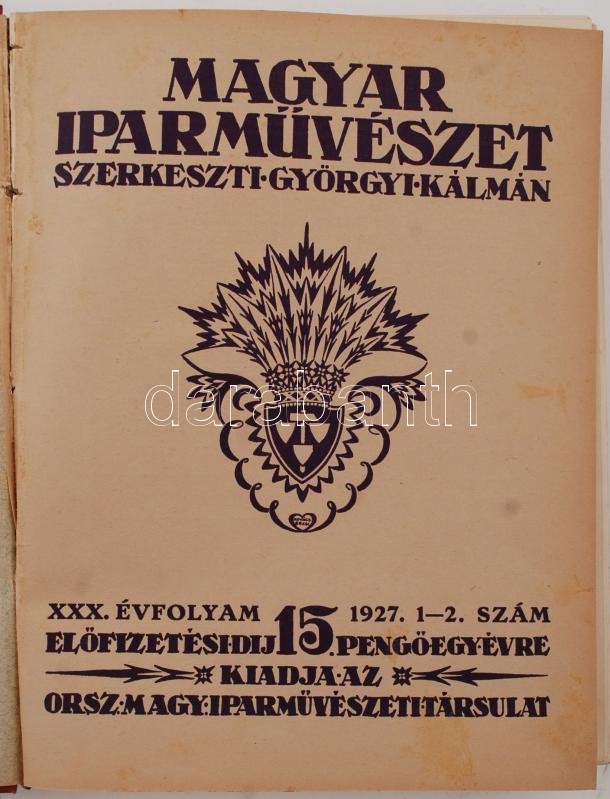 MAGYAR
IPARMŰVÉSZET
SZERKESZTI·GYÖRGYI·KÁLMÁN
darabanth
XXX. ÉVFOLYAM 1927. 1—2. SZÁM
ELŐFIZETÉSI·DIJ 15. PENGŐ·EGY·ÉVRE
KIADJA·AZ
ORSZ·MAGY·IPARMŰVÉSZETI·TÁRSULAT